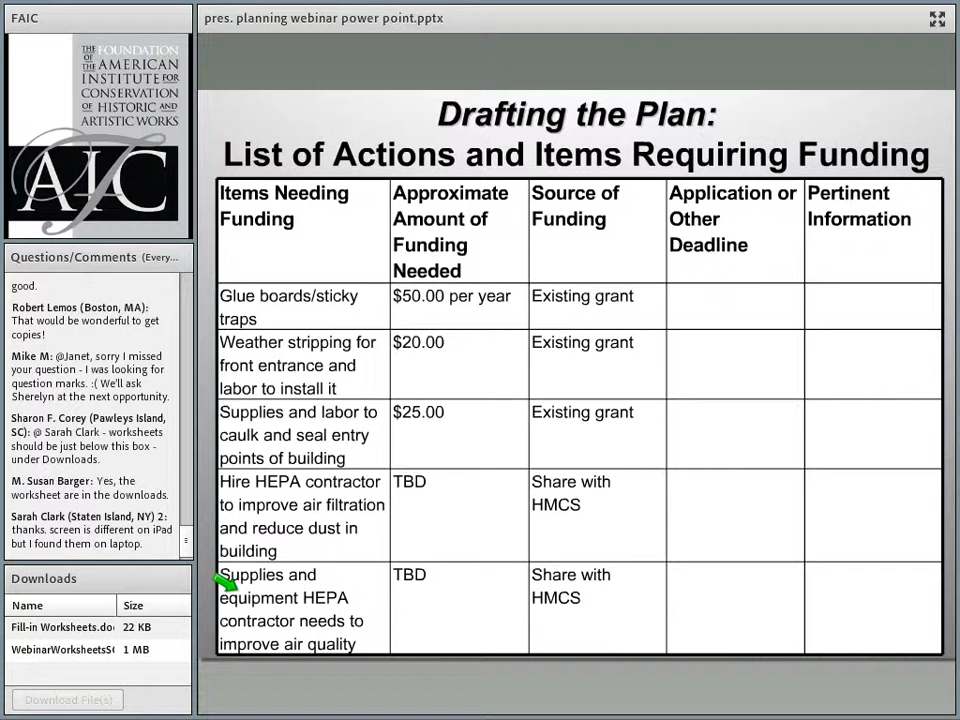 FAIC
THE FOUNDATION
OF THE AMERICAN
INSTITUTE FOR
CONSERVATION
OF HISTORIC AND
ARTISTIC WORKS
AIC
Questions/Comments (Every...
good.
Robert Lemos (Boston, MA):
That would be wonderful to get
copies!
Mike M: @Janet, sorry I missed
your question - I was looking for
question marks. :( We'll ask
Sherelyn at the next opportunity.
Sharon F. Corey (Pawleys Island,
SC): @ Sarah Clark - worksheets
should be just below this box -
under Downloads.
M. Susan Barger: Yes, the
worksheet are in the downloads.
Sarah Clark (Staten Island, NY) 2:
thanks. screen is different on iPad
but I found them on laptop.
Downloads
Name Size
Fill-in Worksheets.do 22 KB
WebinarWorksheetsS 1 MB
Download File(s)
pres. planning webinar power point.pptx
Drafting the Plan:
List of Actions and Items Requiring Funding
Items Needing Funding
Approximate Amount of Funding Needed
Source of Funding
Application or Other Deadline
Pertinent Information
Glue boards/sticky traps
$50.00 per year
Existing grant
Weather stripping for front entrance and labor to install it
$20.00
Existing grant
Supplies and labor to caulk and seal entry points of building
$25.00
Existing grant
Hire HEPA contractor to improve air filtration and reduce dust in building
TBD
Share with HMCS
Supplies and equipment HEPA contractor needs to improve air quality
TBD
Share with HMCS